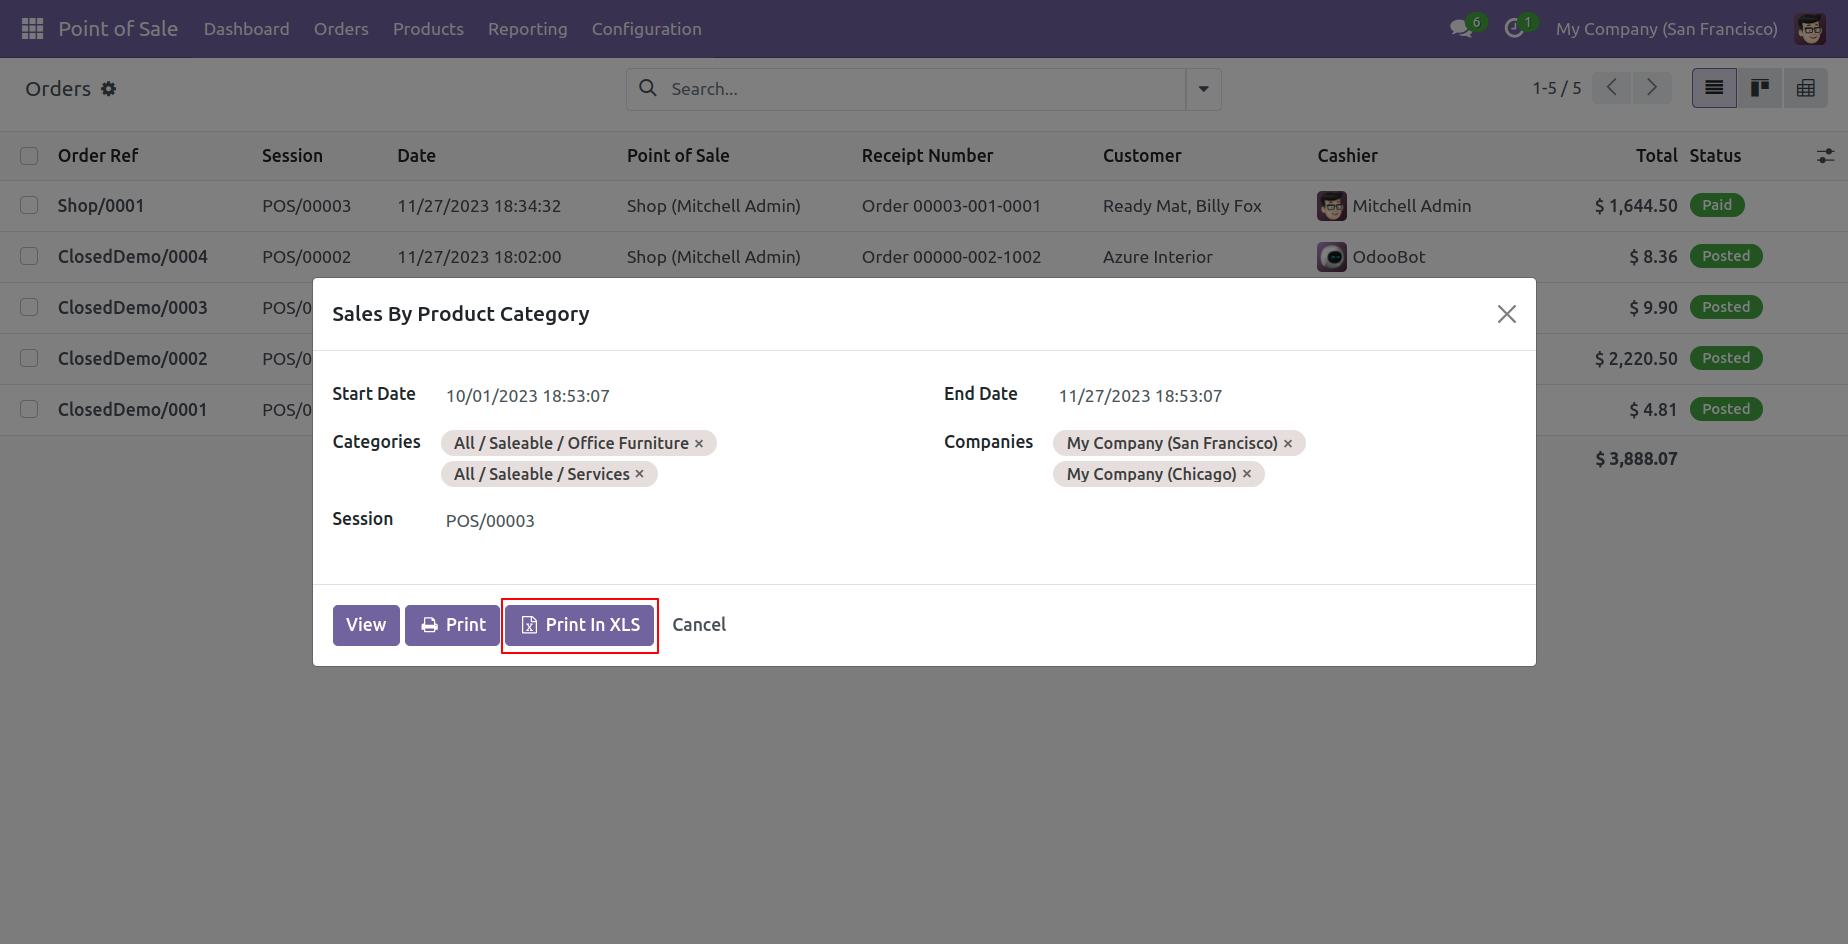 Point of Sale Dashboard Orders Products Reporting Configuration 6 1 My Company (San Francisco)
Orders Search... 1-5 / 5
Order Ref Session Date Point of Sale Receipt Number Customer Cashier Total Status
Shop/0001 POS/00003 11/27/2023 18:34:32 Shop (Mitchell Admin) Order 00003-001-0001 Ready Mat, Billy Fox Mitchell Admin $ 1,644.50 Paid
ClosedDemo/0004 POS/00002 11/27/2023 18:02:00 Shop (Mitchell Admin) Order 00000-002-1002 Azure Interior OdooBot $ 8.36 Posted
ClosedDemo/0003 POS/0 $ 9.90 Posted
ClosedDemo/0002 POS/0 $ 2,220.50 Posted
ClosedDemo/0001 POS/0 $ 4.81 Posted
$ 3,888.07
Sales By Product Category
Start Date 10/01/2023 18:53:07 End Date 11/27/2023 18:53:07
Categories All / Saleable / Office Furniture × Companies My Company (San Francisco) ×
All / Saleable / Services × My Company (Chicago) ×
Session POS/00003
View Print Print In XLS Cancel